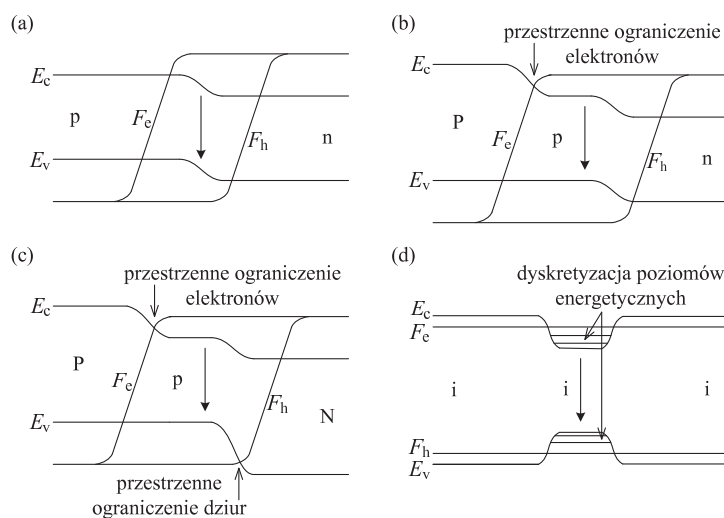 (a)
E_c
p
F_e
F_h
n
E_v
(b)
przestrzenne ograniczenie
elektronów
E_c
P
F_e
p
F_h
n
E_v
(c)
przestrzenne ograniczenie
elektronów
E_c
P
F_e
p
F_h
N
E_v
przestrzenne
ograniczenie dziur
(d)
dyskretyzacja poziomów
energetycznych
E_c
F_e
i
i
i
F_h
E_v